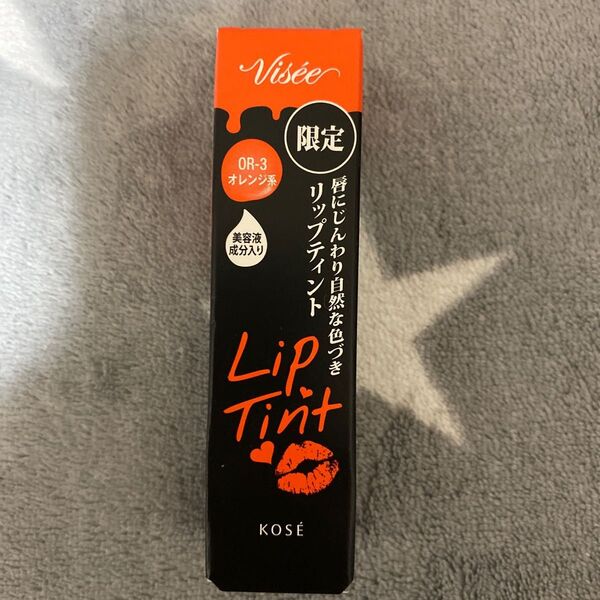 Visée
限定
OR-3
オレンジ系
美容液
成分入り
唇にじんわり自然な色づき
リップティント
Lip
Tint
KOSÉ